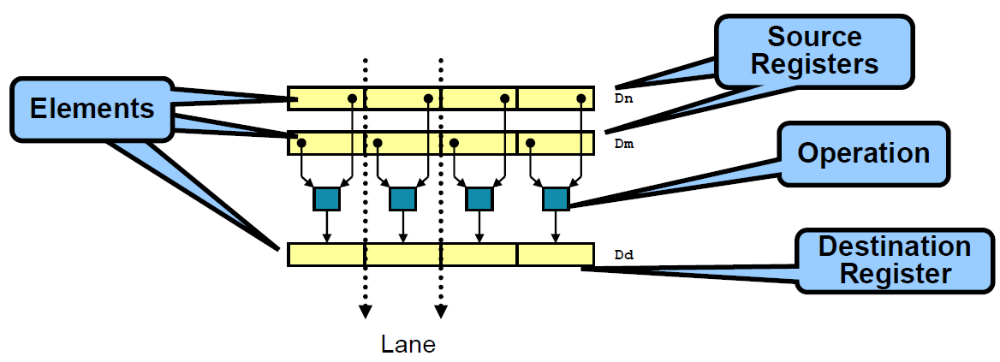 Source
Registers
Elements
Dn
Dm
Operation
Dd
Destination
Register
Lane